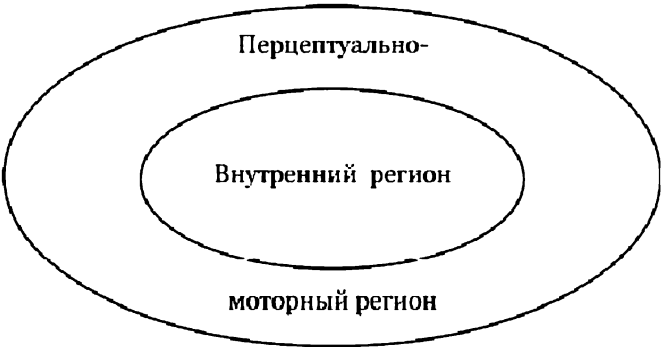 Перцептуально-
Внутренний регион
моторный регион